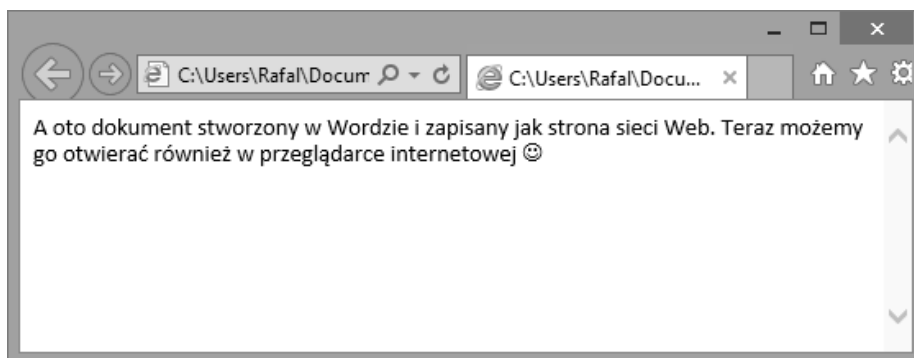 C:\Users\Rafal\Docum
C:\Users\Rafal\Docu...
A oto dokument stworzony w Wordzie i zapisany jak strona sieci Web. Teraz możemy
go otwierać również w przeglądarce internetowej ☺